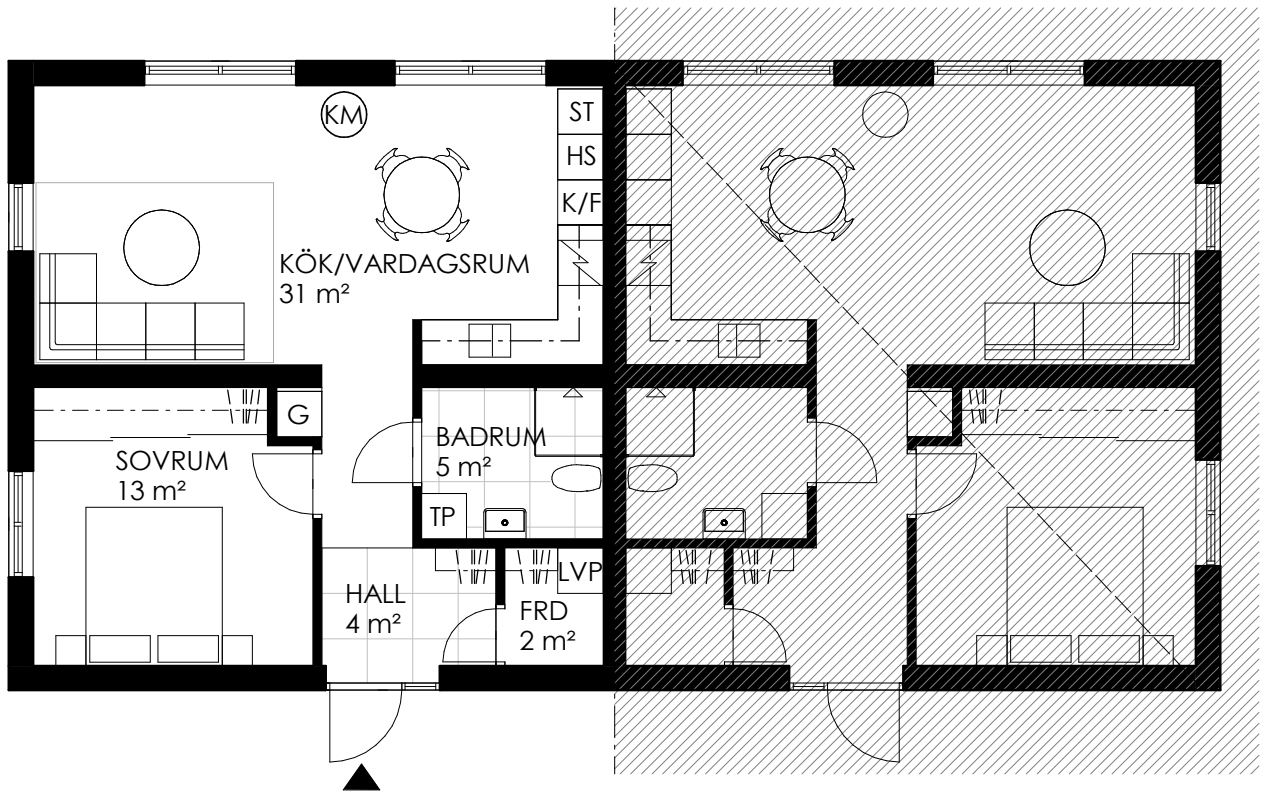 KM
ST
HS
K/F
KÖK/VARDAGSRUM
31 m²
G
SOVRUM
13 m²
BADRUM
5 m²
TP
HALL
4 m²
LVP
FRD
2 m²